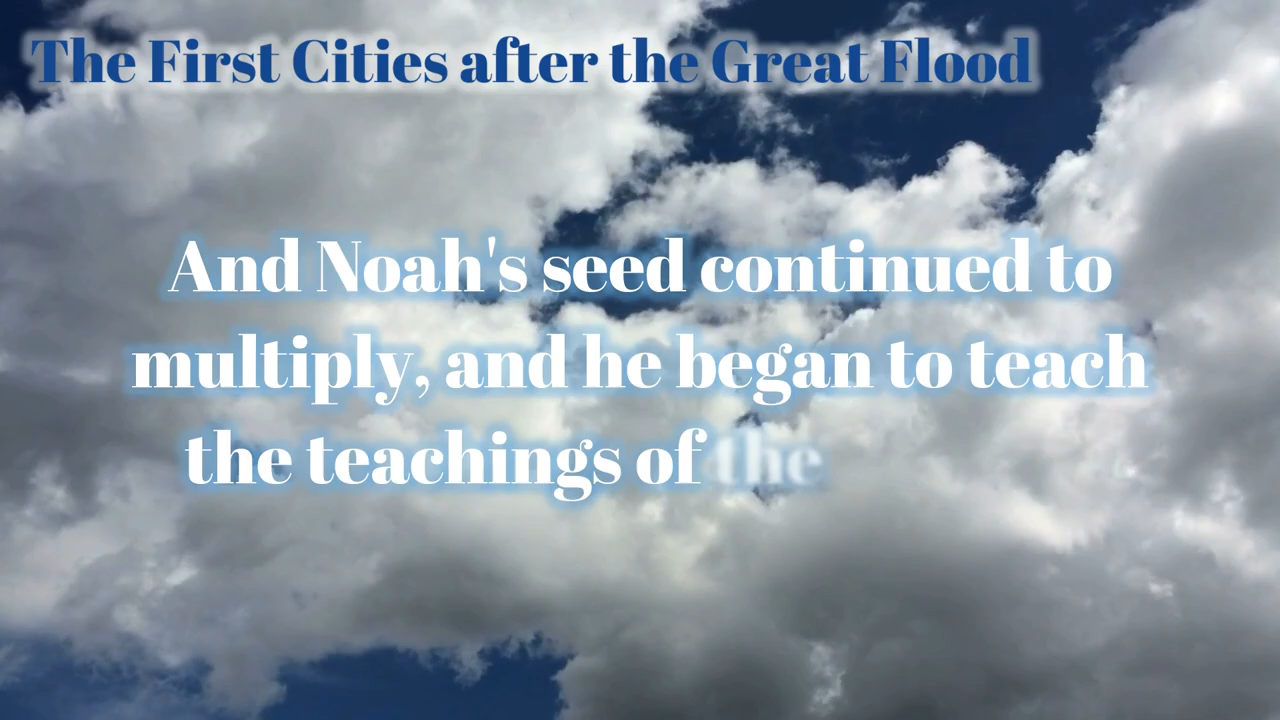 The First Cities after the Great Flood
And Noah's seed continued to
multiply, and he began to teach
the teachings of the